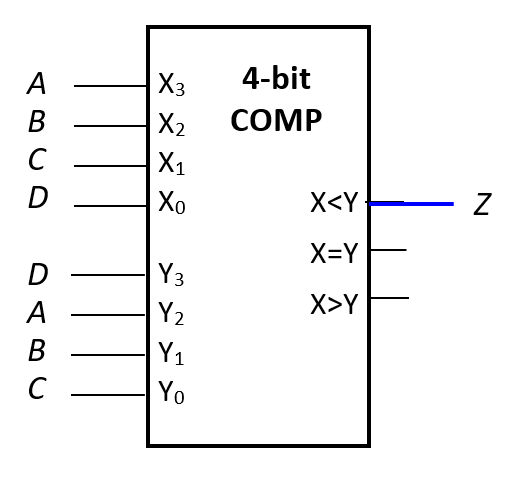 4-bit
COMP
A X₃
B X₂
C X₁
D X₀
X<Y Z
X=Y
X>Y
D Y₃
A Y₂
B Y₁
C Y₀